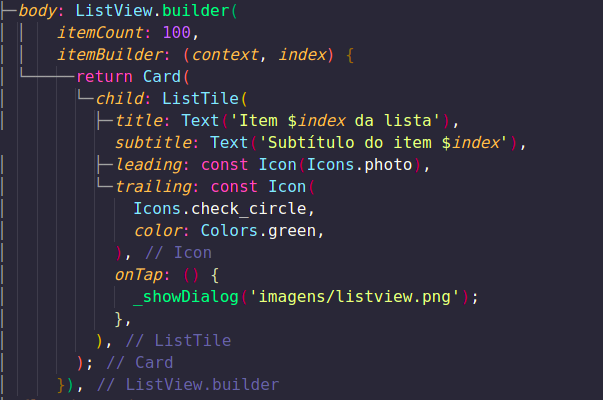 body: ListView.builder(
itemCount: 100,
itemBuilder: (context, index) {
return Card(
child: ListTile(
title: Text('Item $index da lista'),
subtitle: Text('Subtítulo do item $index'),
leading: const Icon(Icons.photo),
trailing: const Icon(
Icons.check_circle,
color: Colors.green,
), // Icon
onTap: () {
_showDialog('imagens/listview.png');
},
), // ListTile
); // Card
}), // ListView.builder